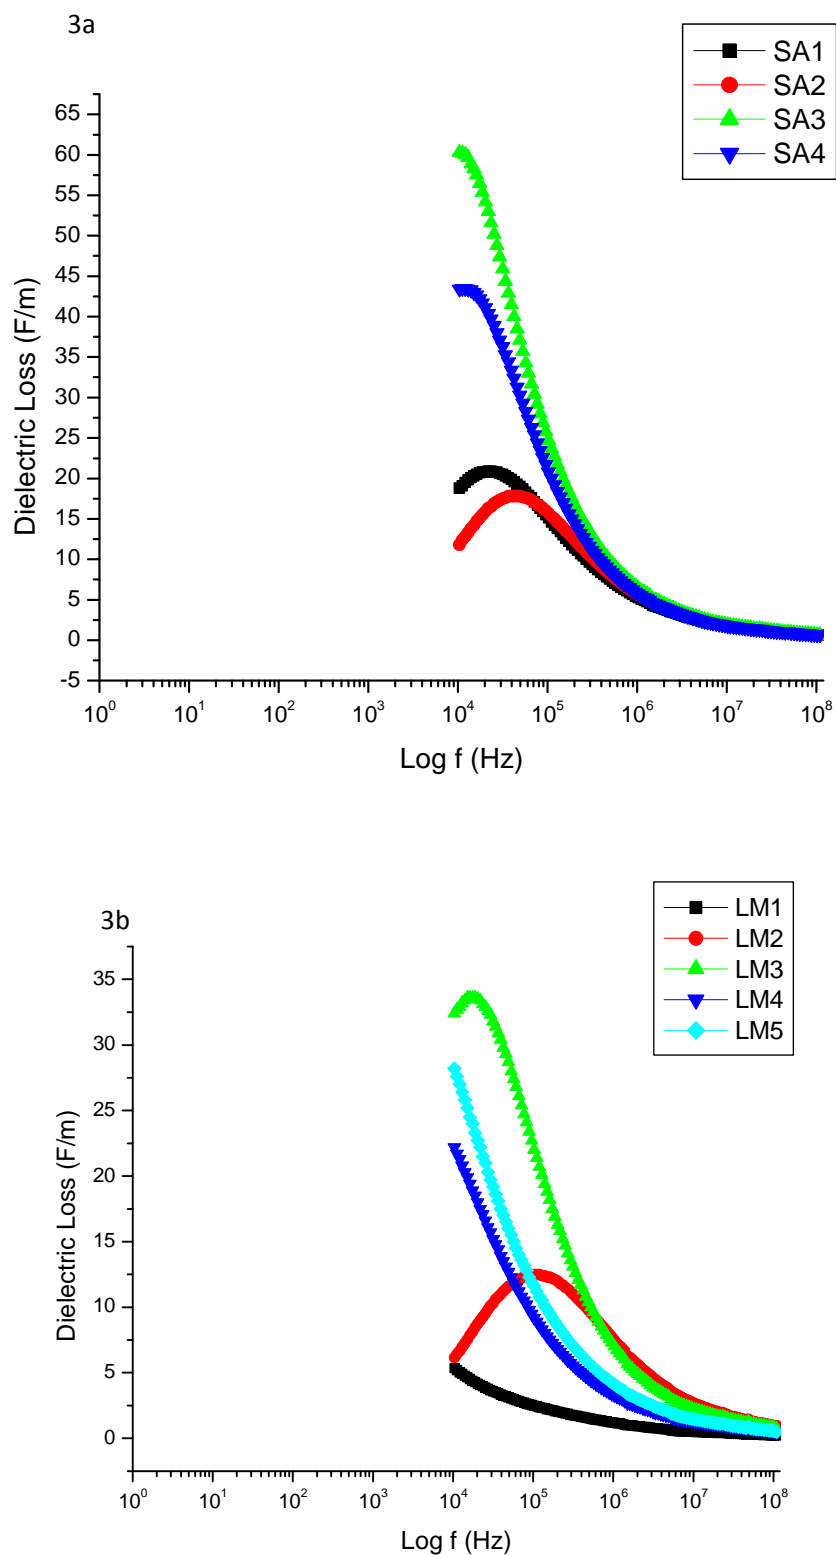 3a
SA1
SA2
SA3
SA4
65
60
55
50
45
40
35
30
25
20
15
10
5
0
-5
Dielectric Loss (F/m)
10⁰ 10¹ 10² 10³ 10⁴ 10⁵ 10⁶ 10⁷ 10⁸
Log f (Hz)
3b
LM1
LM2
LM3
LM4
LM5
35
30
25
20
15
10
5
0
Dielectric Loss (F/m)
10⁰ 10¹ 10² 10³ 10⁴ 10⁵ 10⁶ 10⁷ 10⁸
Log f (Hz)